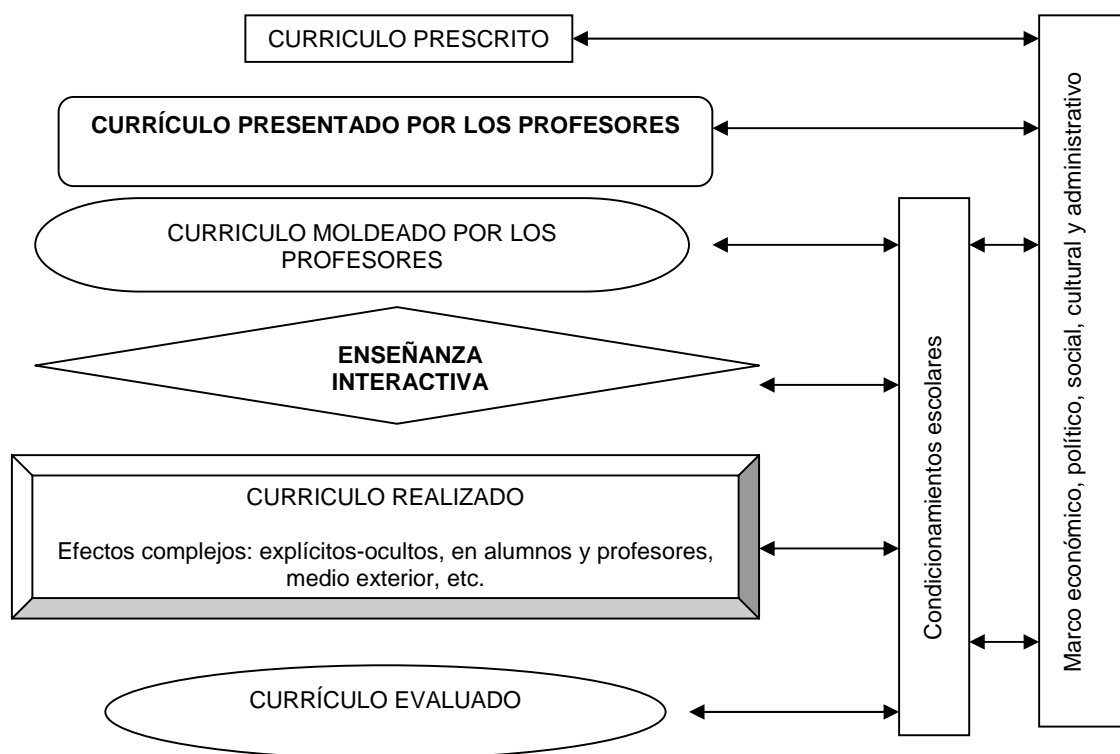 CURRICULO PRESCRITO
CURRÍCULO PRESENTADO POR LOS PROFESORES
CURRICULO MOLDEADO POR LOS
PROFESORES
ENSEÑANZA
INTERACTIVA
CURRICULO REALIZADO
Efectos complejos: explícitos-ocultos, en alumnos y profesores,
medio exterior, etc.
CURRÍCULO EVALUADO
Condicionamientos escolares
Marco económico, político, social, cultural y administrativo